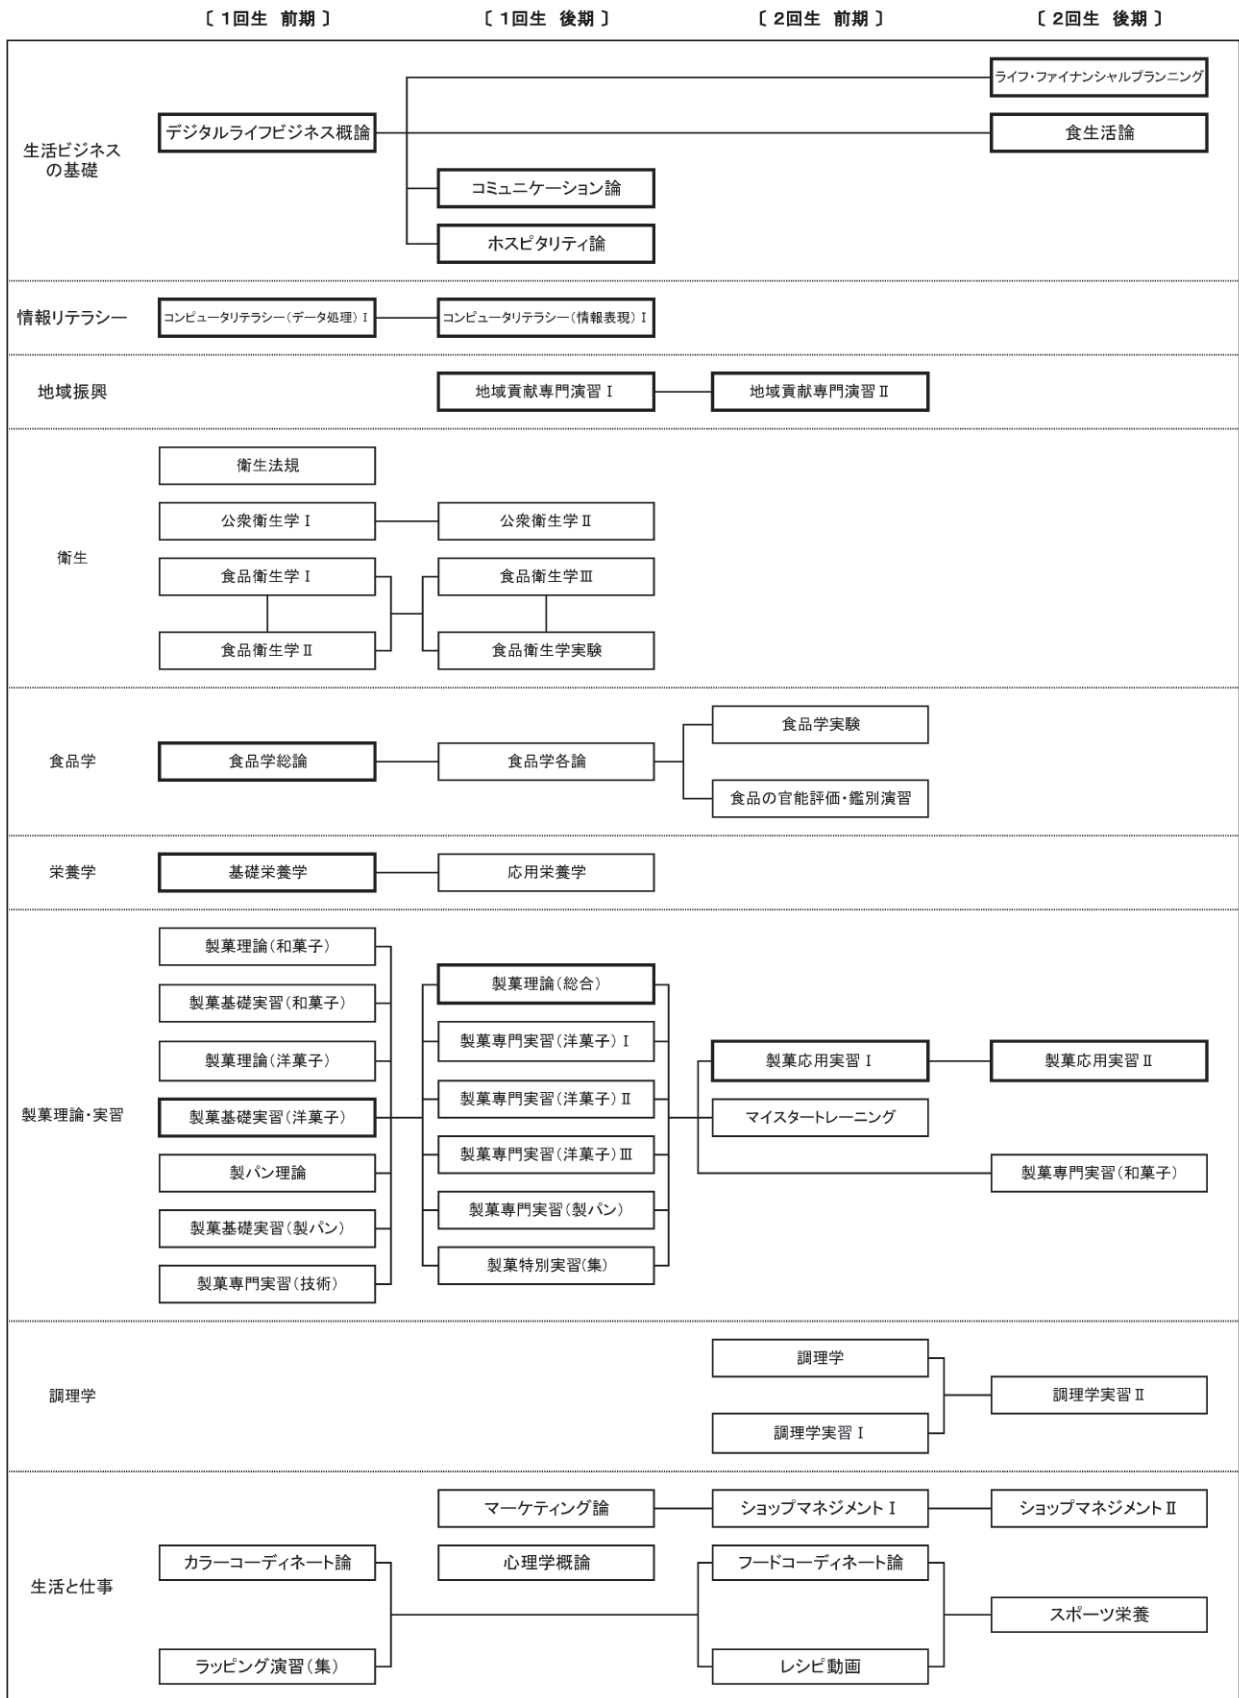 〔 1回生 前期 〕
〔 1回生 後期 〕
〔 2回生 前期 〕
〔 2回生 後期 〕
生活ビジネス
の基礎
ライフ・ファイナンシャルプランニング
デジタルライフビジネス概論
食生活論
コミュニケーション論
ホスピタリティ論
情報リテラシー
コンピュータリテラシー(データ処理)Ⅰ
コンピュータリテラシー(情報表現)Ⅰ
地域振興
地域貢献専門演習Ⅰ
地域貢献専門演習Ⅱ
衛生
衛生法規
公衆衛生学Ⅰ
公衆衛生学Ⅱ
食品衛生学Ⅰ
食品衛生学Ⅲ
食品衛生学Ⅱ
食品衛生学実験
食品学
食品学総論
食品学各論
食品学実験
食品の官能評価・鑑別演習
栄養学
基礎栄養学
応用栄養学
製菓理論・実習
製菓理論(和菓子)
製菓基礎実習(和菓子)
製菓理論(洋菓子)
製菓基礎実習(洋菓子)
製パン理論
製菓基礎実習(製パン)
製菓専門実習(技術)
製菓理論(総合)
製菓専門実習(洋菓子)Ⅰ
製菓専門実習(洋菓子)Ⅱ
製菓専門実習(洋菓子)Ⅲ
製菓専門実習(製パン)
製菓特別実習(集)
製菓応用実習Ⅰ
マイスタートレーニング
製菓応用実習Ⅱ
製菓専門実習(和菓子)
調理学
調理学
調理学実習Ⅰ
調理学実習Ⅱ
生活と仕事
マーケティング論
ショップマネジメントⅠ
ショップマネジメントⅡ
カラーコーディネート論
心理学概論
フードコーディネート論
スポーツ栄養
ラッピング演習(集)
レシピ動画